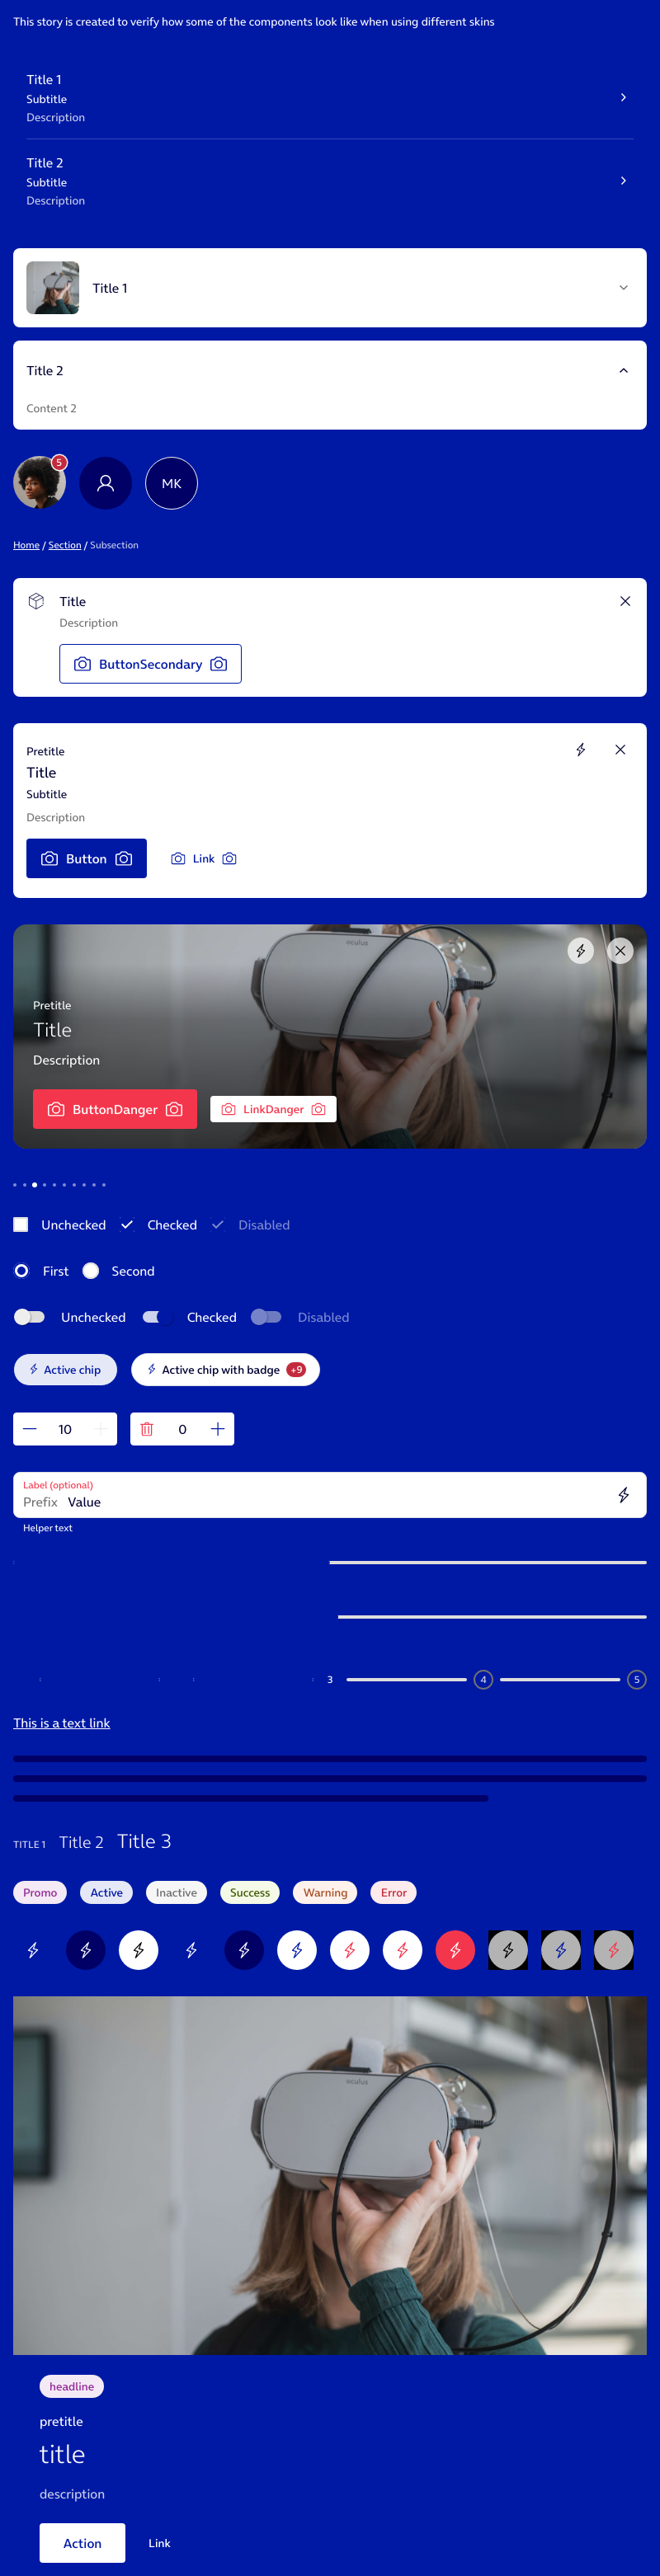 This story is created to verify how some of the components look like when using different skins
Title 1
Subtitle
Description
Title 2
Subtitle
Description
Title 1
Title 2
Content 2
5
MK
Home / Section / Subsection
Title
Description
ButtonSecondary
Pretitle
Title
Subtitle
Description
Button Link
oculus
Pretitle
Title
Description
ButtonDanger LinkDanger
Unchecked Checked Disabled
First Second
Unchecked Checked Disabled
Active chip Active chip with badge +9
10 0
Label (optional)
Prefix Value
Helper text
3 4 5
This is a text link
TITLE 1 Title 2 Title 3
Promo Active Inactive Success Warning Error
oculus
headline
pretitle
title
description
Action Link